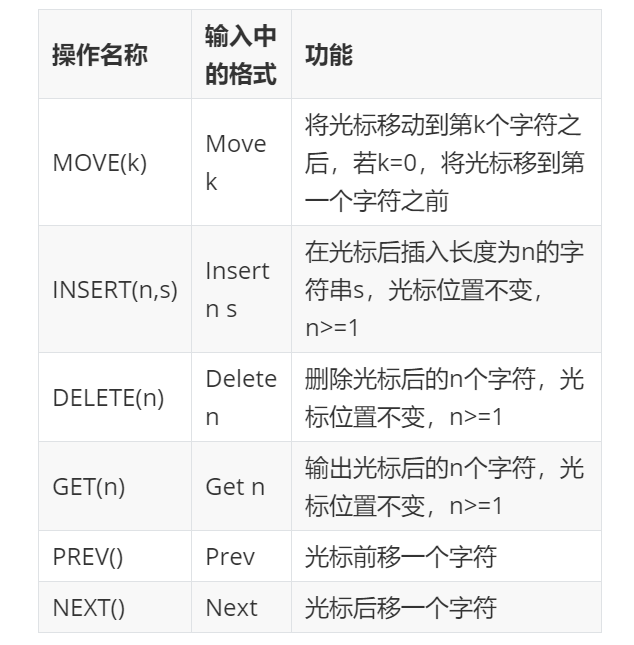 操作名称 输入中的格式 功能
MOVE(k) Move k 将光标移动到第k个字符之后，若k=0，将光标移到第一个字符之前
INSERT(n,s) Insert n s 在光标后插入长度为n的字符串s，光标位置不变，n>=1
DELETE(n) Delete n 删除光标后的n个字符，光标位置不变，n>=1
GET(n) Get n 输出光标后的n个字符，光标位置不变，n>=1
PREV() Prev 光标前移一个字符
NEXT() Next 光标后移一个字符